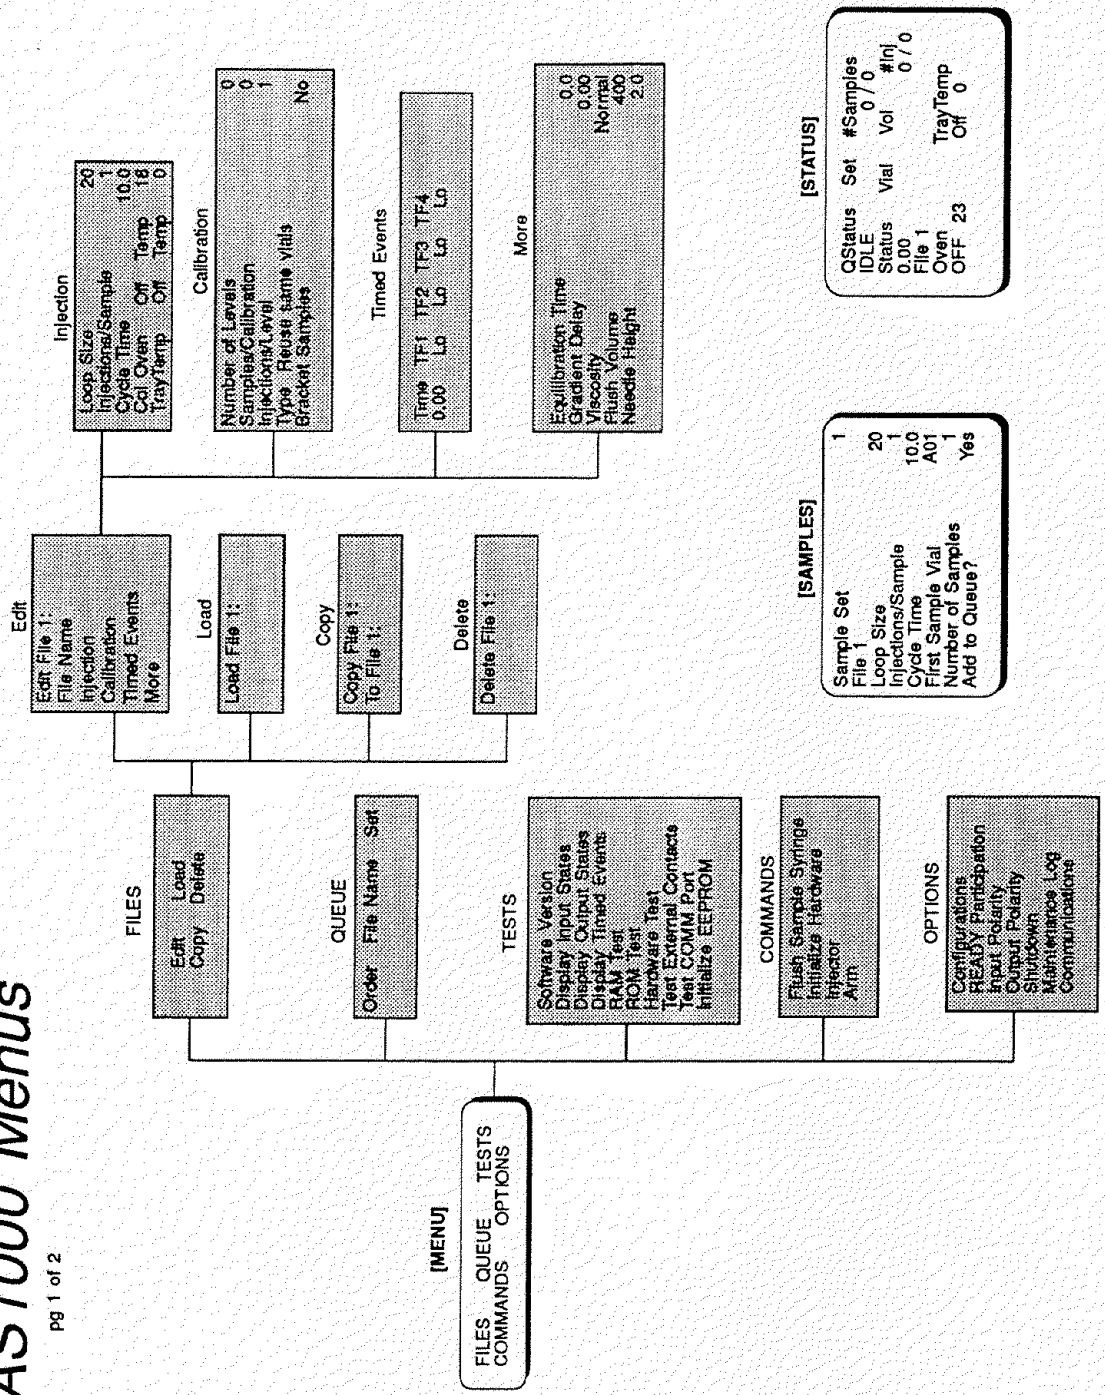 AS1000 Menus
pg 1 of 2
[MENU]
FILES QUEUE TESTS
COMMANDS OPTIONS
FILES
Edit Load
Copy Delete
QUEUE
Order File Name Set
TESTS
Software Version
Display Input States
Display Output States
Display Timed Events
RAM Test
ROM Test
Hardware Test
Test External Contacts
Test COMM Port
Initialize EEPROM
COMMANDS
Flush Sample Syringe
Initialize Hardware
Injector
Arm
OPTIONS
Configurations
READY Participation
Input Polarity
Output Polarity
Shutdown
Maintenance Log
Communications
Edit
Edit File 1:
File Name
Injection
Calibration
Timed Events
More
Load
Load File 1:
Copy
Copy File 1:
To File 1:
Delete
Delete File 1:
Injection
Loop Size 20
Injections/Sample 1
Cycle Time 10.0
Col Oven Off Temp 18
TrayTemp Off Temp 0
Calibration
Number of Levels 0
Samples/Calibration 0
Injections/Level 1
Type Reuse same vials
Bracket Samples No
Timed Events
Time TF1 TF2 TF3 TF4
0.00 Lo Lo Lo Lo
More
Equilibration Time 0.0
Gradient Delay 0.00
Viscosity Normal
Flush Volume 400
Needle Height 2.0
[SAMPLES]
Sample Set 1
File 1
Loop Size 20
Injections/Sample 1
Cycle Time 10.0
First Sample Vial A01
Number of Samples 1
Add to Queue? Yes
[STATUS]
QStatus Set #Samples
IDLE 0 / 0
Status Vial Vol #Inj
0.00 0 / 0
File 1
Oven TrayTemp
OFF 23 Off 0